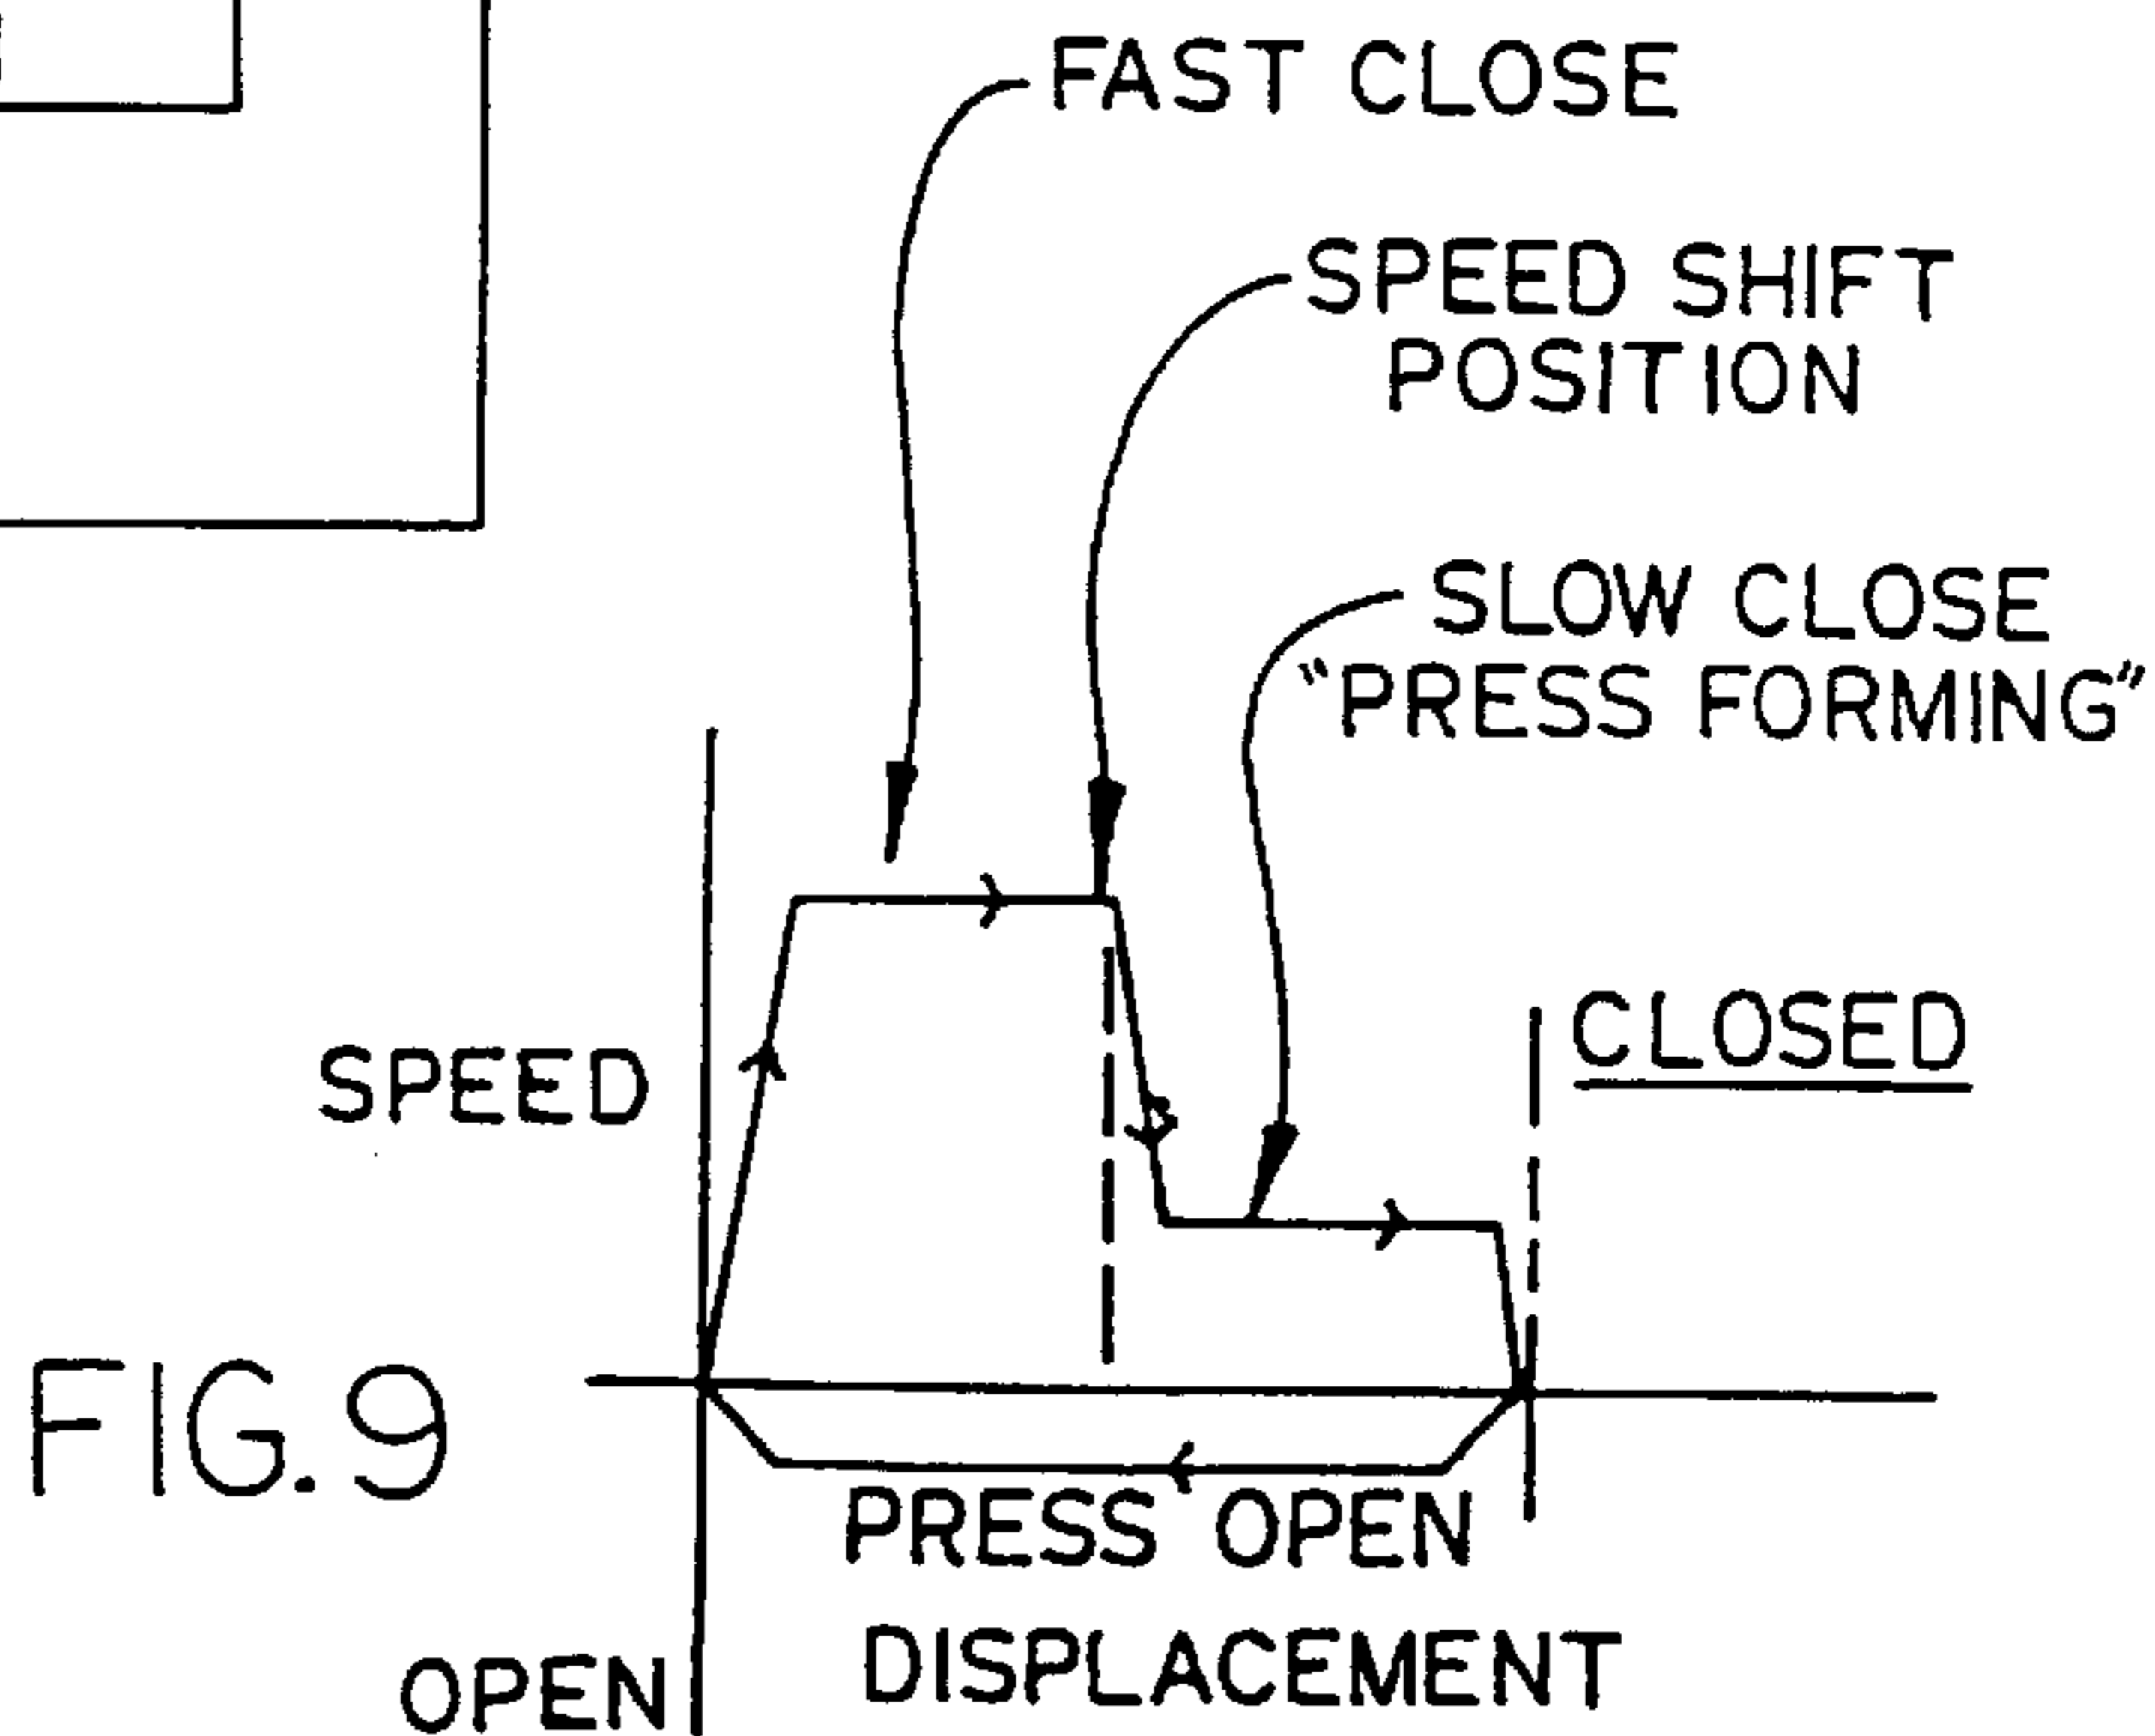 FAST CLOSE
SPEED SHIFT
POSITION
SLOW CLOSE
"PRESS FORMING"
CLOSED
SPEED
FIG. 9
PRESS OPEN
DISPLACEMENT
OPEN